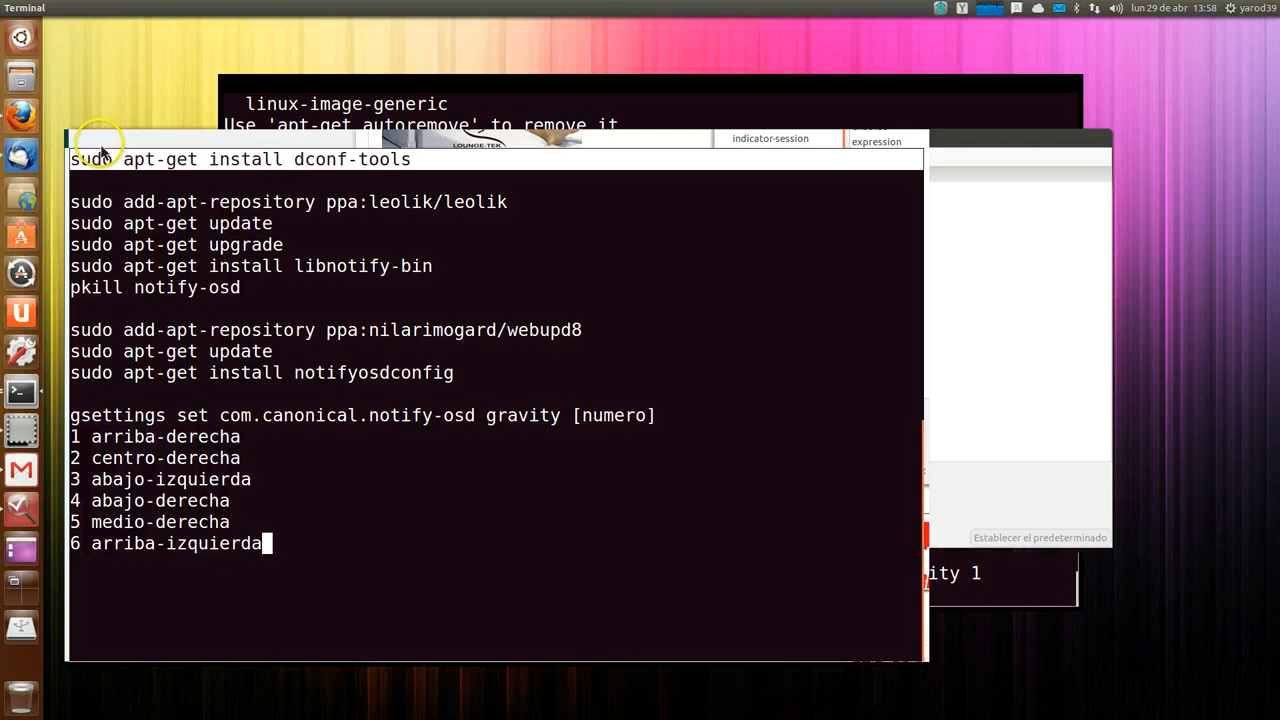 Terminal
lun 29 de abr 13:58 yarod39
linux-image-generic
Use 'apt-get autoremove' to remove it
LOUNGE-TEK
indicator-session
expression
sudo apt-get install dconf-tools
sudo add-apt-repository ppa:leolik/leolik
sudo apt-get update
sudo apt-get upgrade
sudo apt-get install libnotify-bin
pkill notify-osd
sudo add-apt-repository ppa:nilarimogard/webupd8
sudo apt-get update
sudo apt-get install notifyosdconfig
gsettings set com.canonical.notify-osd gravity [numero]
1 arriba-derecha
2 centro-derecha
3 abajo-izquierda
4 abajo-derecha
5 medio-derecha
6 arriba-izquierda
Establecer el predeterminado
ity 1